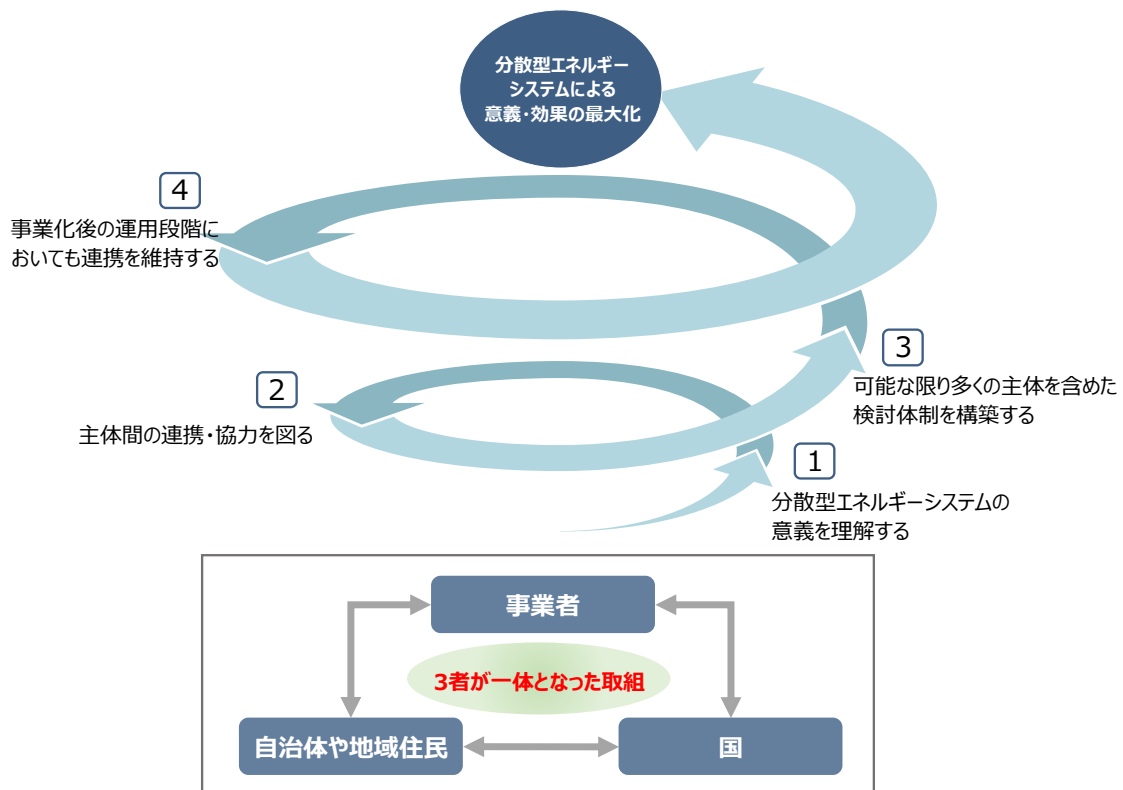 分散型エネルギー
システムによる
意義・効果の最大化
4
事業化後の運用段階に
おいても連携を維持する
3
可能な限り多くの主体を含めた
検討体制を構築する
2
主体間の連携・協力を図る
1
分散型エネルギーシステムの
意義を理解する
事業者
3者が一体となった取組
自治体や地域住民
国